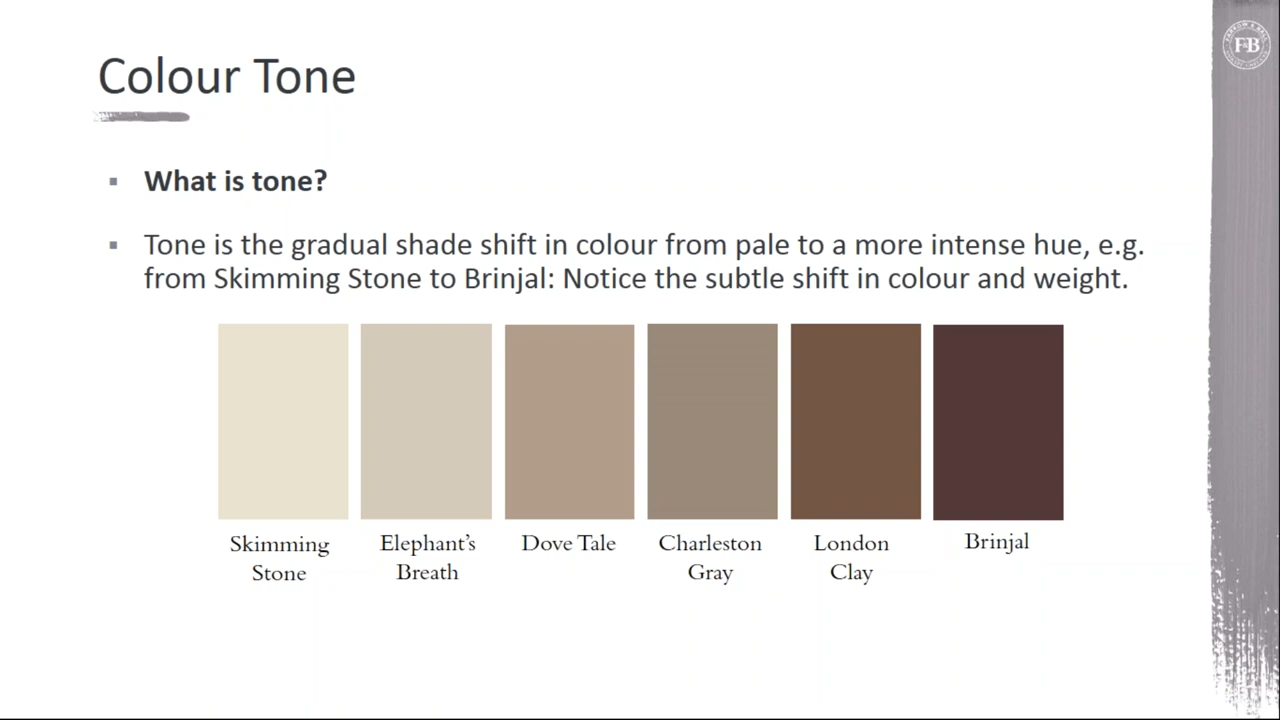 Colour Tone
What is tone?
Tone is the gradual shade shift in colour from pale to a more intense hue, e.g.
from Skimming Stone to Brinjal: Notice the subtle shift in colour and weight.
Skimming
Stone
Elephant’s
Breath
Dove Tale
Charleston
Gray
London
Clay
Brinjal
F&B